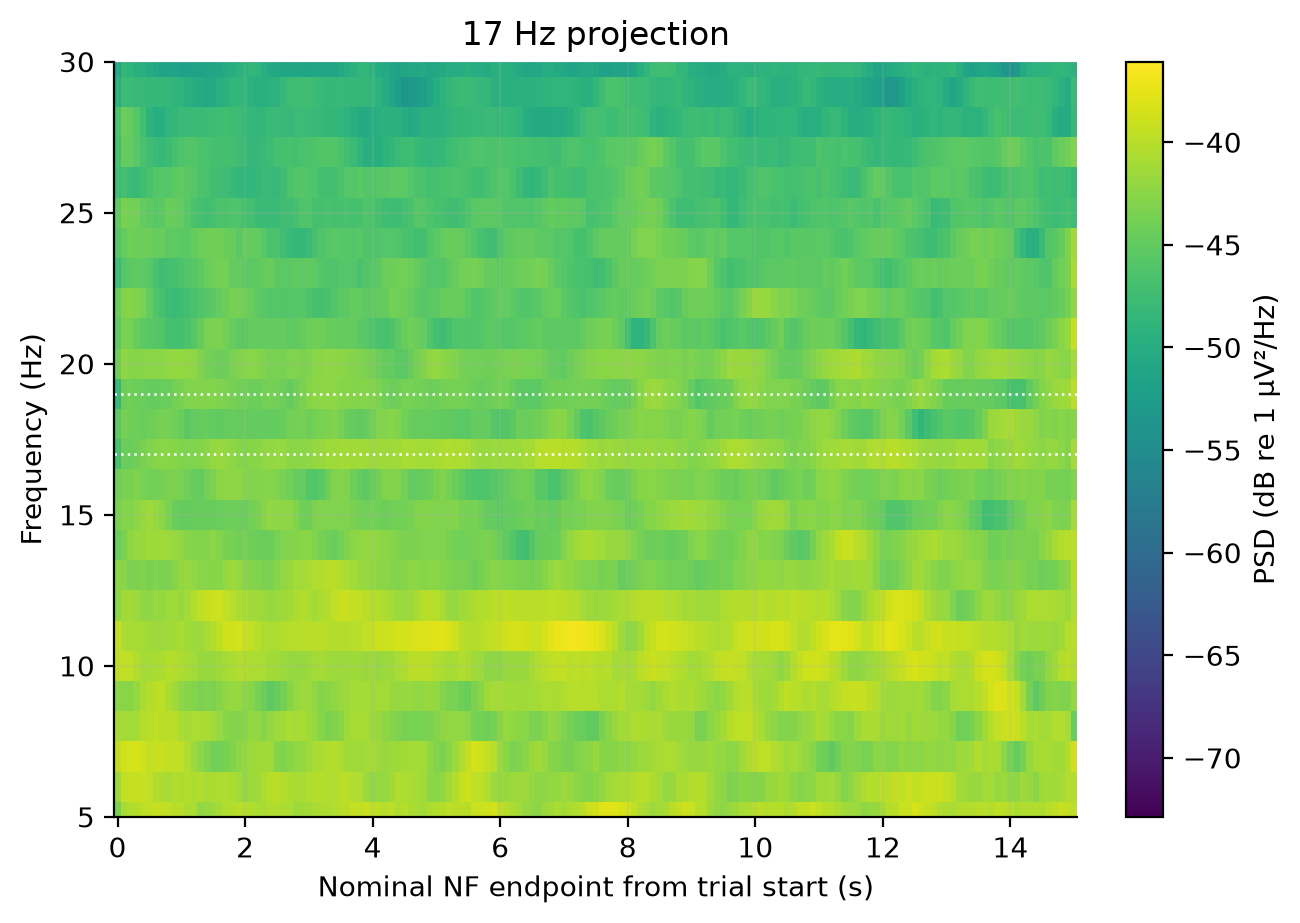 17 Hz projection
30
25
20
15
10
5
Frequency (Hz)
0 2 4 6 8 10 12 14
Nominal NF endpoint from trial start (s)
−40
−45
−50
−55
−60
−65
−70
PSD (dB re 1 µV²/Hz)